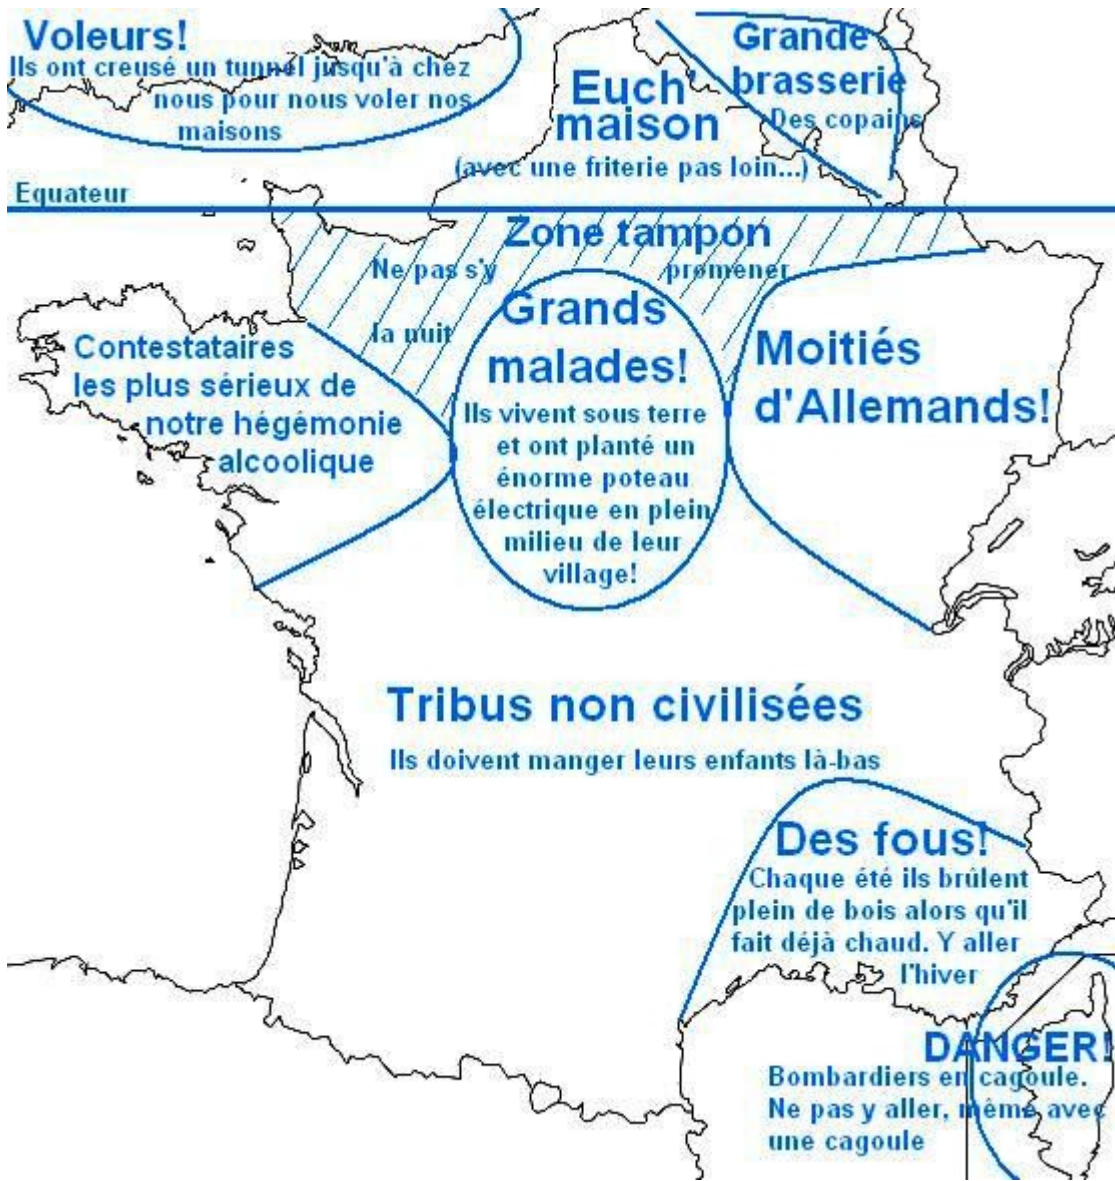 Voleurs!
Ils ont creusé un tunnel jusqu'à chez
nous pour nous voler nos
maisons
Grande
brasserie
Des copains
Euch'
maison
(avec une friterie pas loin...)
Equateur
Zone tampon
Ne pas s'y promener
la nuit
Grands
malades!
Ils vivent sous terre
et ont planté un
énorme poteau
électrique en plein
milieu de leur
village!
Contestataires
les plus sérieux de
notre hégémonie
alcoolique
Moitiés
d'Allemands!
Tribus non civilisées
Ils doivent manger leurs enfants là-bas
Des fous!
Chaque été ils brûlent
plein de bois alors qu'il
fait déjà chaud. Y aller
l'hiver
DANGER!
Bombardiers en cagoule.
Ne pas y aller, même avec
une cagoule